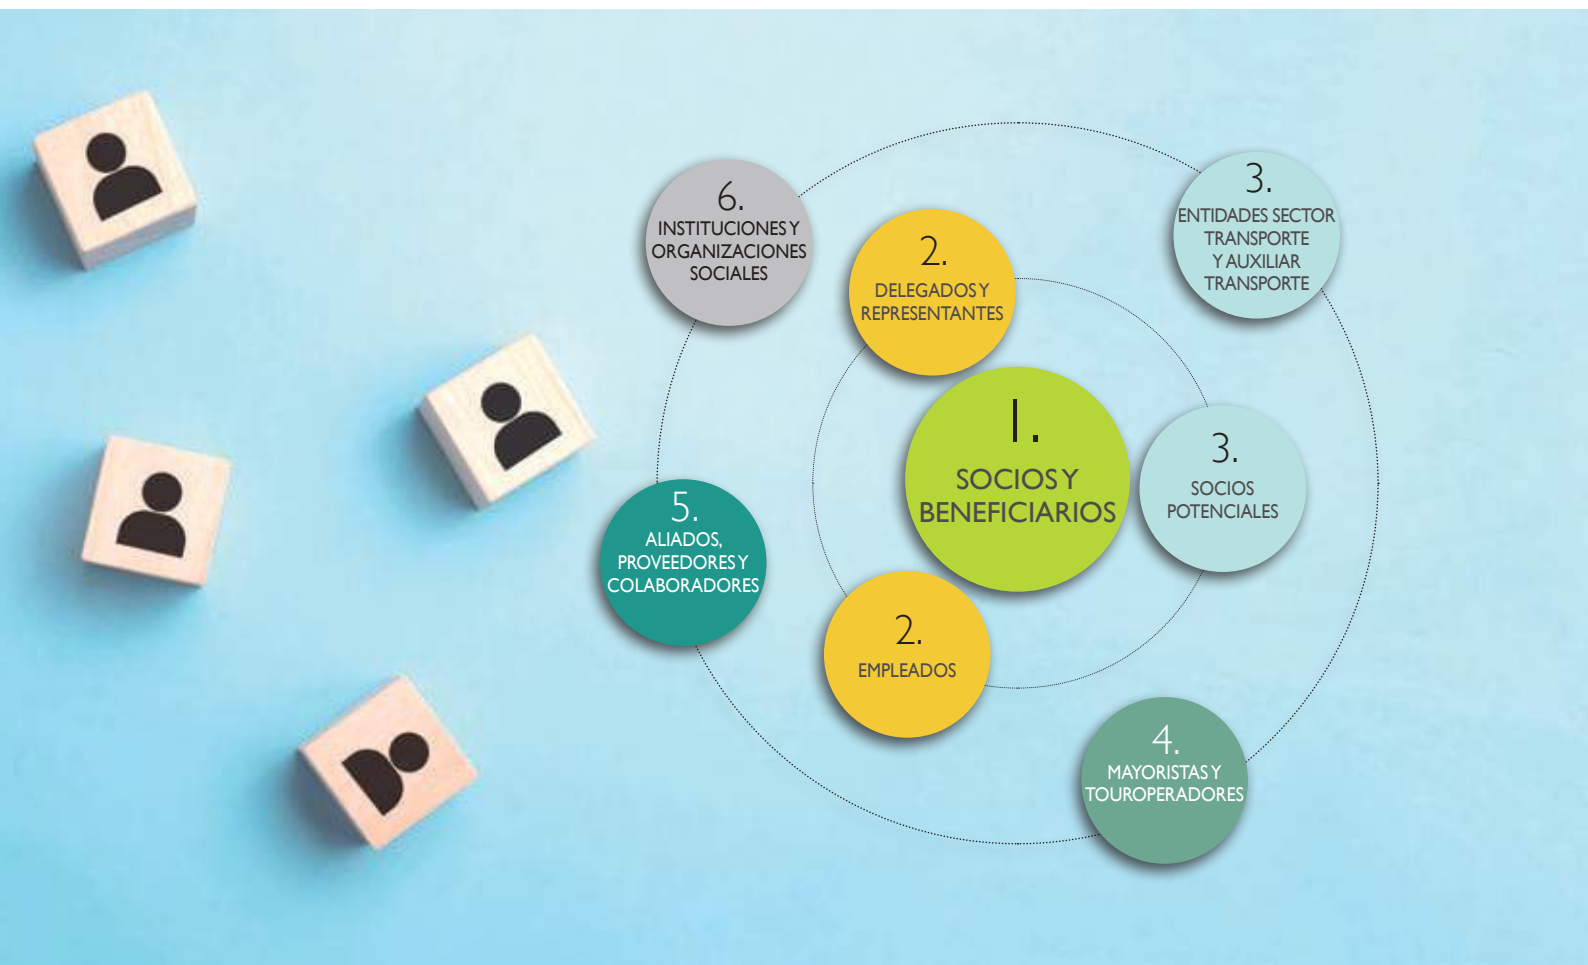 1.
SOCIOS Y
BENEFICIARIOS
2.
DELEGADOS Y
REPRESENTANTES
2.
EMPLEADOS
3.
SOCIOS
POTENCIALES
3.
ENTIDADES SECTOR
TRANSPORTE
Y AUXILIAR
TRANSPORTE
4.
MAYORISTAS Y
TOUROPERADORES
5.
ALIADOS,
PROVEEDORES Y
COLABORADORES
6.
INSTITUCIONES Y
ORGANIZACIONES
SOCIALES